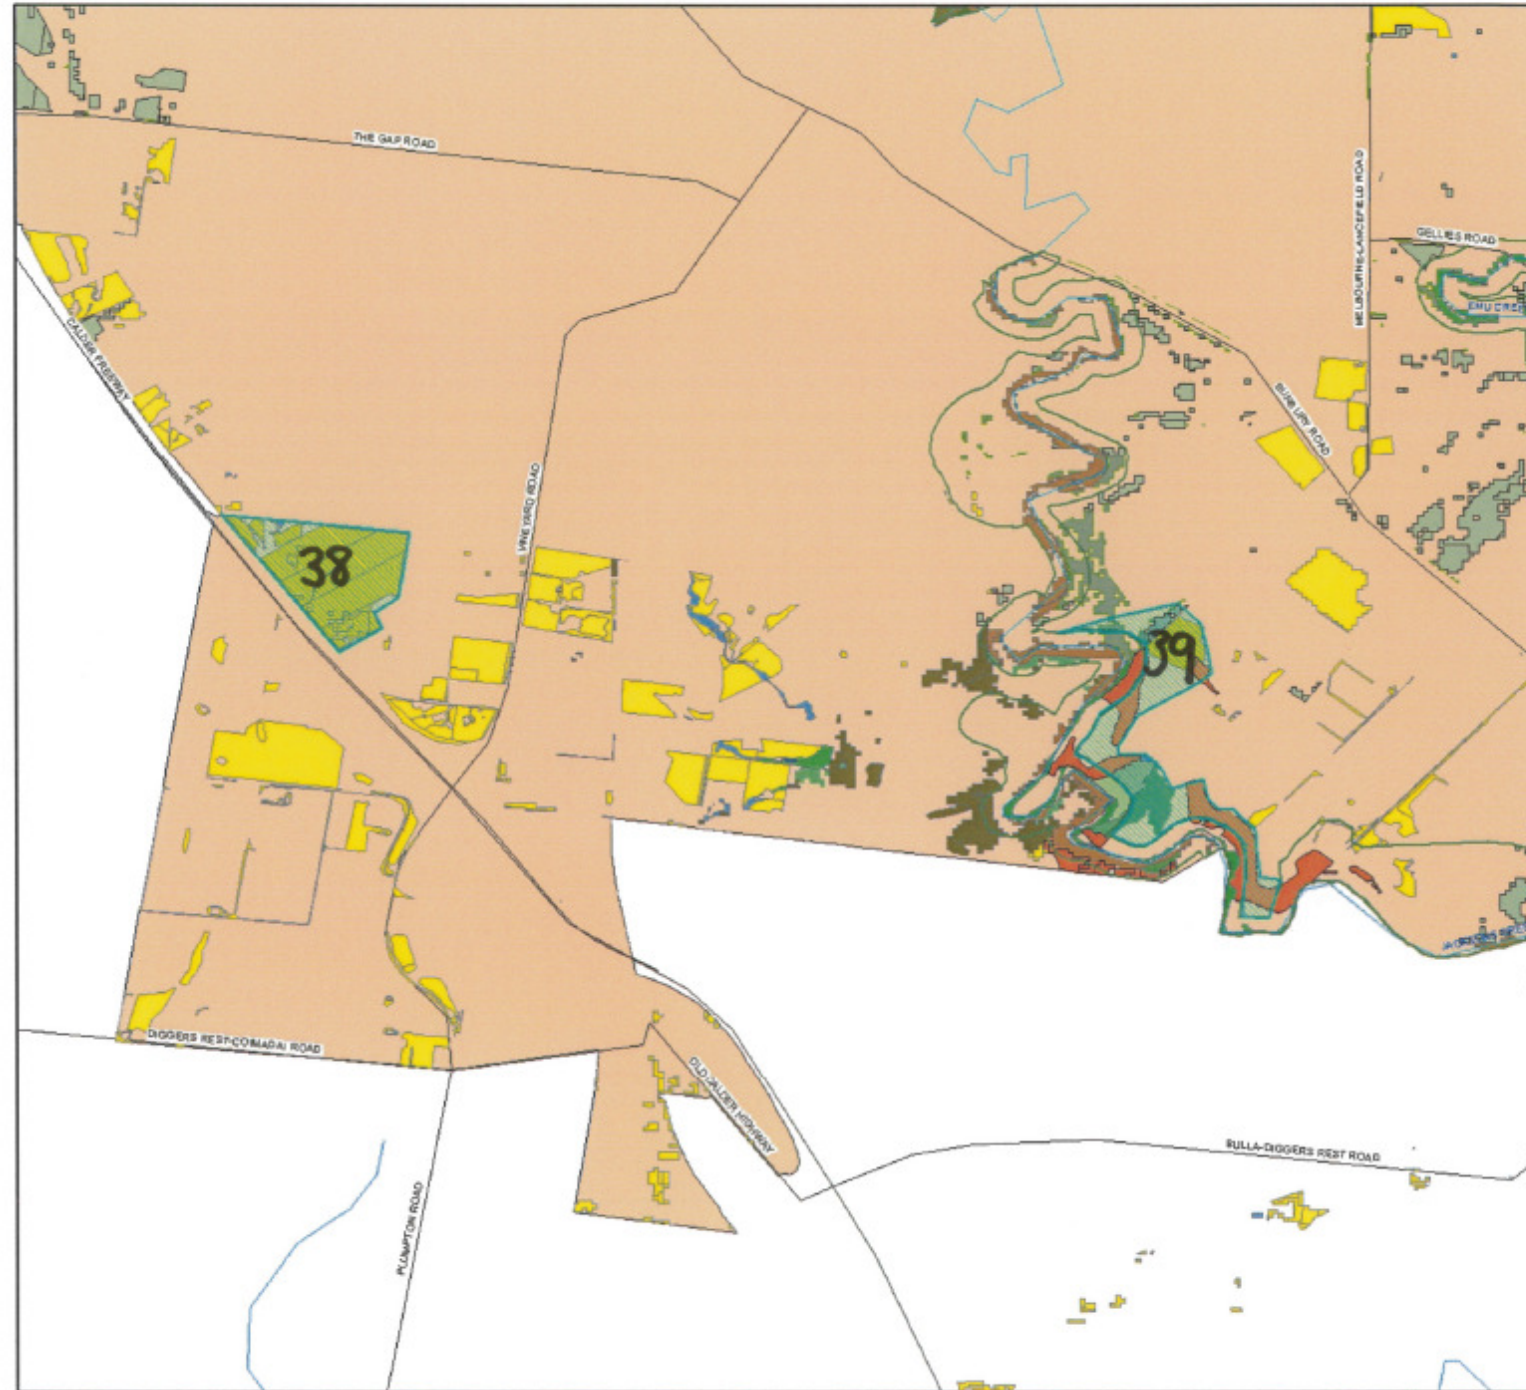 THE GAP ROAD
MELBOURNE-LANCEFIELD ROAD
GELLIES ROAD
EMU CREE
CALDER FREEWAY
SUNBURY ROAD
VINEYARD ROAD
38
39
DIGGERS REST-COIMADAI ROAD
OLD CALDER HIGHWAY
BULLA-DIGGERS REST ROAD
PLUMPTON ROAD